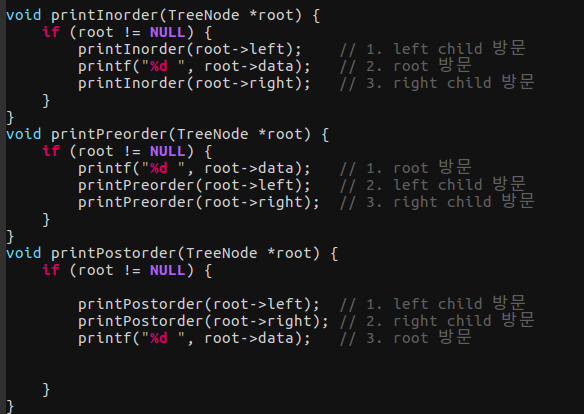 void printInorder(TreeNode *root) {
    if (root != NULL) {
        printInorder(root->left);    // 1. left child 방문
        printf("%d ", root->data);   // 2. root 방문
        printInorder(root->right);   // 3. right child 방문
    }
}
void printPreorder(TreeNode *root) {
    if (root != NULL) {
        printf("%d ", root->data);   // 1. root 방문
        printPreorder(root->left);   // 2. left child 방문
        printPreorder(root->right);  // 3. right child 방문
    }
}
void printPostorder(TreeNode *root) {
    if (root != NULL) {

        printPostorder(root->left);  // 1. left child 방문
        printPostorder(root->right); // 2. right child 방문
        printf("%d ", root->data);   // 3. root 방문


    }
}